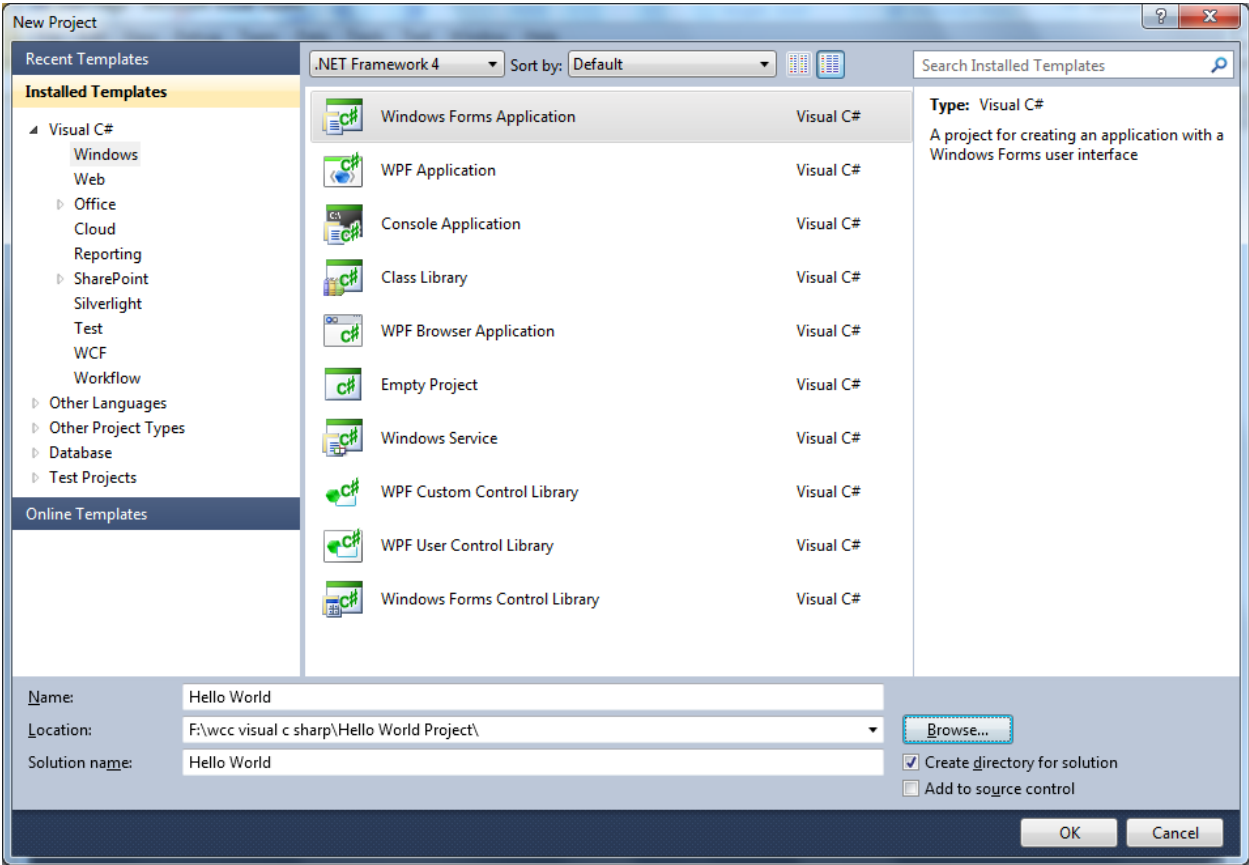 New Project
Recent Templates
Installed Templates
Visual C#
Windows
Web
Office
Cloud
Reporting
SharePoint
Silverlight
Test
WCF
Workflow
Other Languages
Other Project Types
Database
Test Projects
Online Templates
.NET Framework 4 Sort by: Default
Windows Forms Application Visual C#
WPF Application Visual C#
Console Application Visual C#
Class Library Visual C#
WPF Browser Application Visual C#
Empty Project Visual C#
Windows Service Visual C#
WPF Custom Control Library Visual C#
WPF User Control Library Visual C#
Windows Forms Control Library Visual C#
Search Installed Templates
Type: Visual C#
A project for creating an application with a
Windows Forms user interface
Name: Hello World
Location: F:\wcc visual c sharp\Hello World Project\ Browse...
Solution name: Hello World
Create directory for solution
Add to source control
OK Cancel